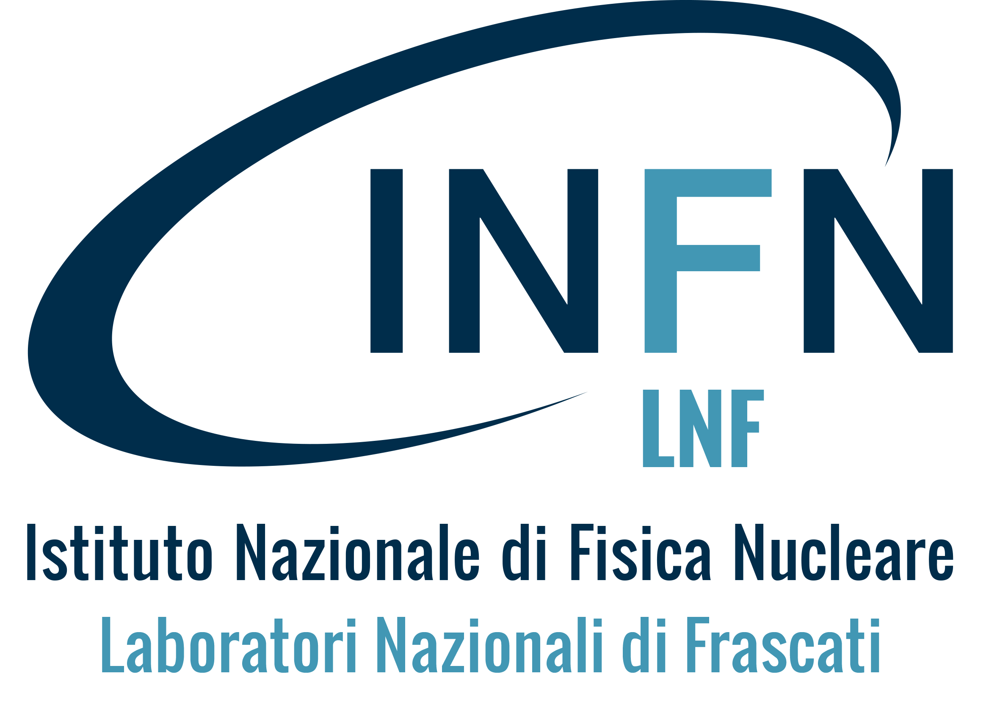 INFN
LNF
Istituto Nazionale di Fisica Nucleare
Laboratori Nazionali di Frascati